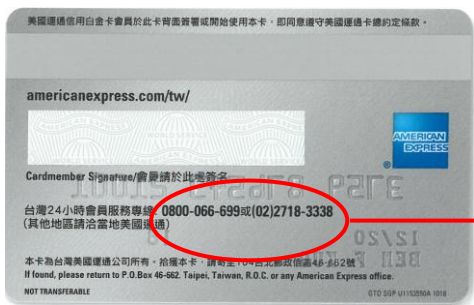 美國運通信用白金卡會員於此卡背面簽署或開始使用本卡，即同意遵守美國運通卡總約定條款。
americanexpress.com/tw/
AMERICAN
EXPRESS
Cardmember Signature/會員請於此處簽名
台灣24小時會員服務專線：0800-066-699或(02)2718-3338
(其他地區請洽當地美國運通)
本卡為台灣美國運通公司所有，拾獲本卡，請寄至104台北郵政信箱46-662號
If found, please return to P.O.Box 46-662. Taipei, Taiwan, R.O.C. or any American Express office.
NOT TRANSFERABLE